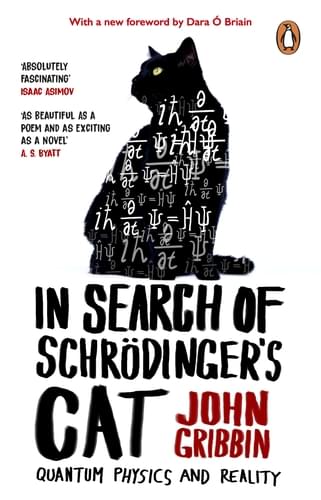 With a new foreword by Dara Ó Briain
'ABSOLUTELY
FASCINATING'
ISAAC ASIMOV
'AS BEAUTIFUL AS A
POEM AND AS EXCITING
AS A NOVEL'
A. S. BYATT
IN SEARCH OF
SCHRÖDINGER'S
CAT
JOHN
GRIBBIN
QUANTUM PHYSICS AND REALITY